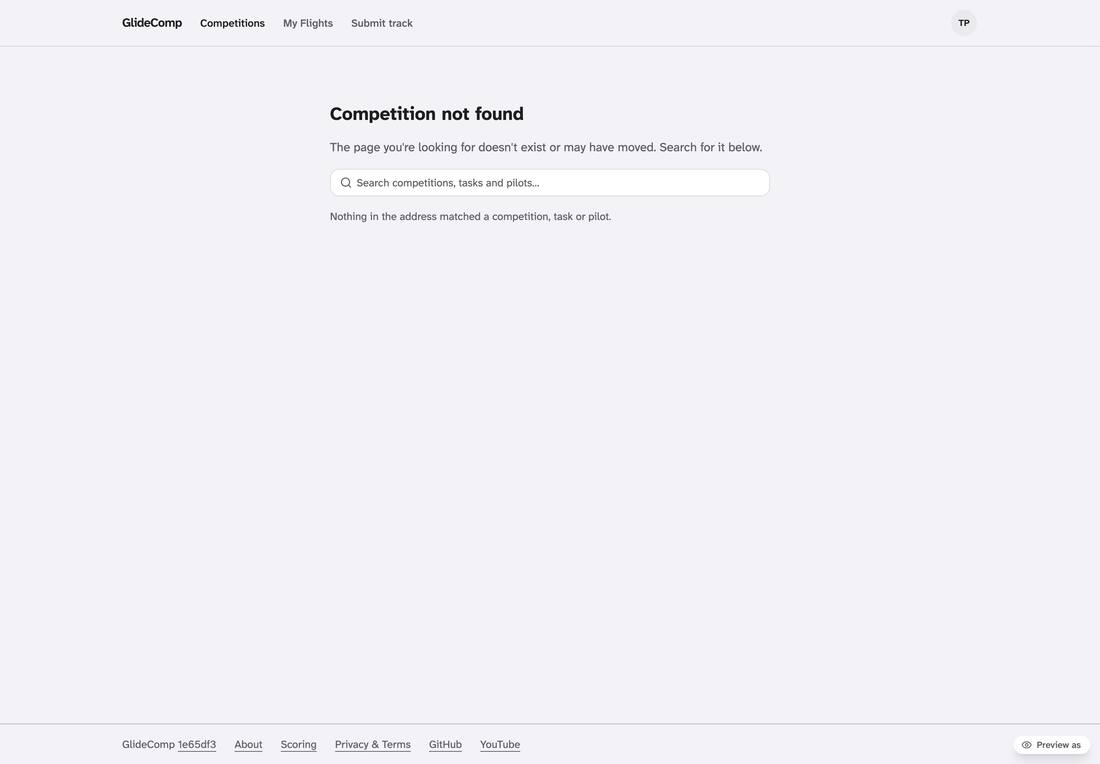 GlideComp Competitions My Flights Submit track TP
Competition not found
The page you're looking for doesn't exist or may have moved. Search for it below.
Search competitions, tasks and pilots...
Nothing in the address matched a competition, task or pilot.
GlideComp 1e65df3 About Scoring Privacy & Terms GitHub YouTube Preview as